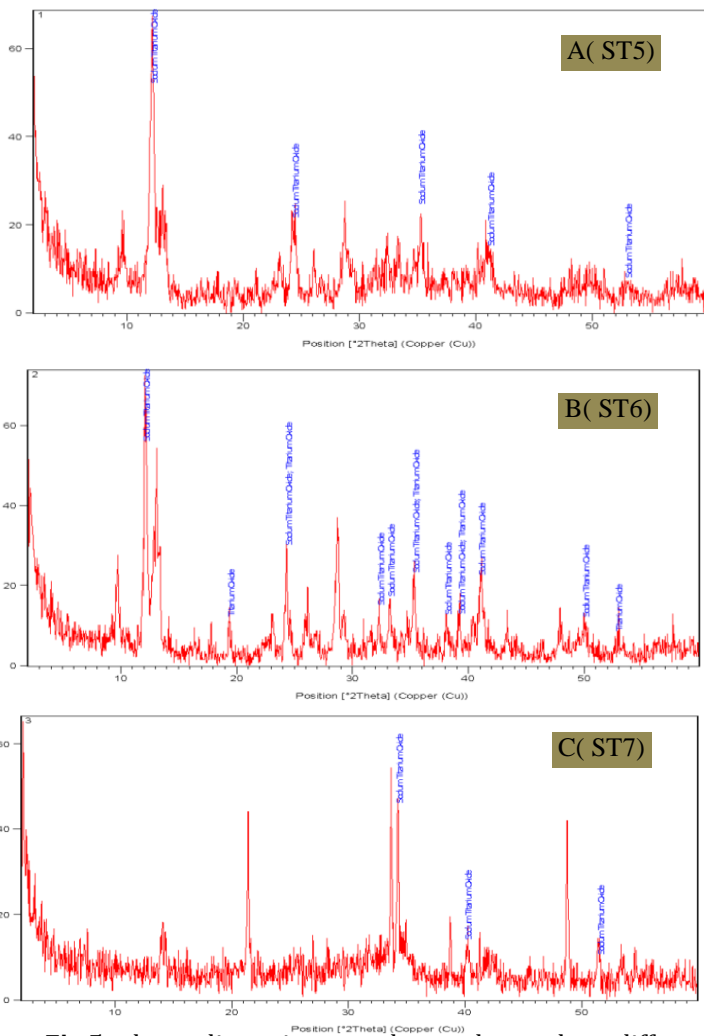 1
A( ST5)
60
40
20
0
Sodium Titanium Oxide
Sodium Titanium Oxide
Sodium Titanium Oxide
Sodium Titanium Oxide
Sodium Titanium Oxide
10 20 30 40 50
Position [°2Theta] (Copper (Cu))
2
B( ST6)
60
40
20
0
Sodium Titanium Oxide
Titanium Oxide
Sodium Titanium Oxide; Titanium Oxide
Sodium Titanium Oxide
Sodium Titanium Oxide
Sodium Titanium Oxide; Titanium Oxide
Sodium Titanium Oxide
Sodium Titanium Oxide; Titanium Oxide
Sodium Titanium Oxide
Sodium Titanium Oxide
Titanium Oxide
10 20 30 40 50
Position [°2Theta] (Copper (Cu))
3
C( ST7)
60
40
20
0
Sodium Titanium Oxide
Sodium Titanium Oxide
Sodium Titanium Oxide
10 20 30 40 50
Position [°2Theta] (Copper (Cu))